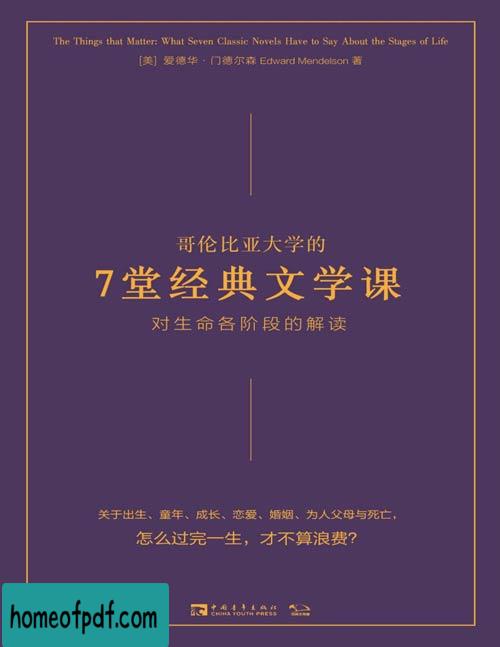 The Things that Matter: What Seven Classic Novels Have to Say About the Stages of Life
[美] 爱德华·门德尔森 Edward Mendelson 著
哥伦比亚大学的
7堂经典文学课
对生命各阶段的解读
关于出生、童年、成长、恋爱、婚姻、为人父母与死亡，
怎么过完一生，才不算浪费？
中国青年出版社
CHINA YOUTH PRESS
homeofpdf.com